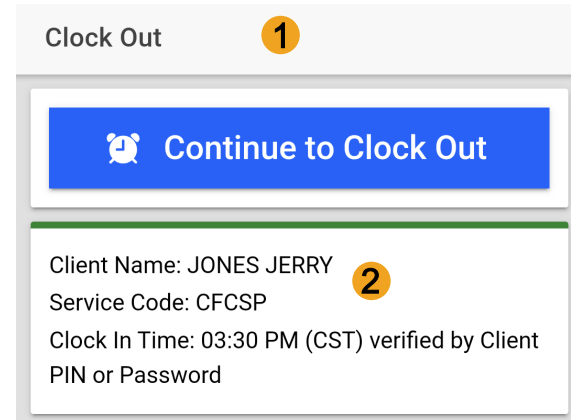 Clock Out 1
Continue to Clock Out
Client Name: JONES JERRY
2
Service Code: CFCSP
Clock In Time: 03:30 PM (CST) verified by Client
PIN or Password